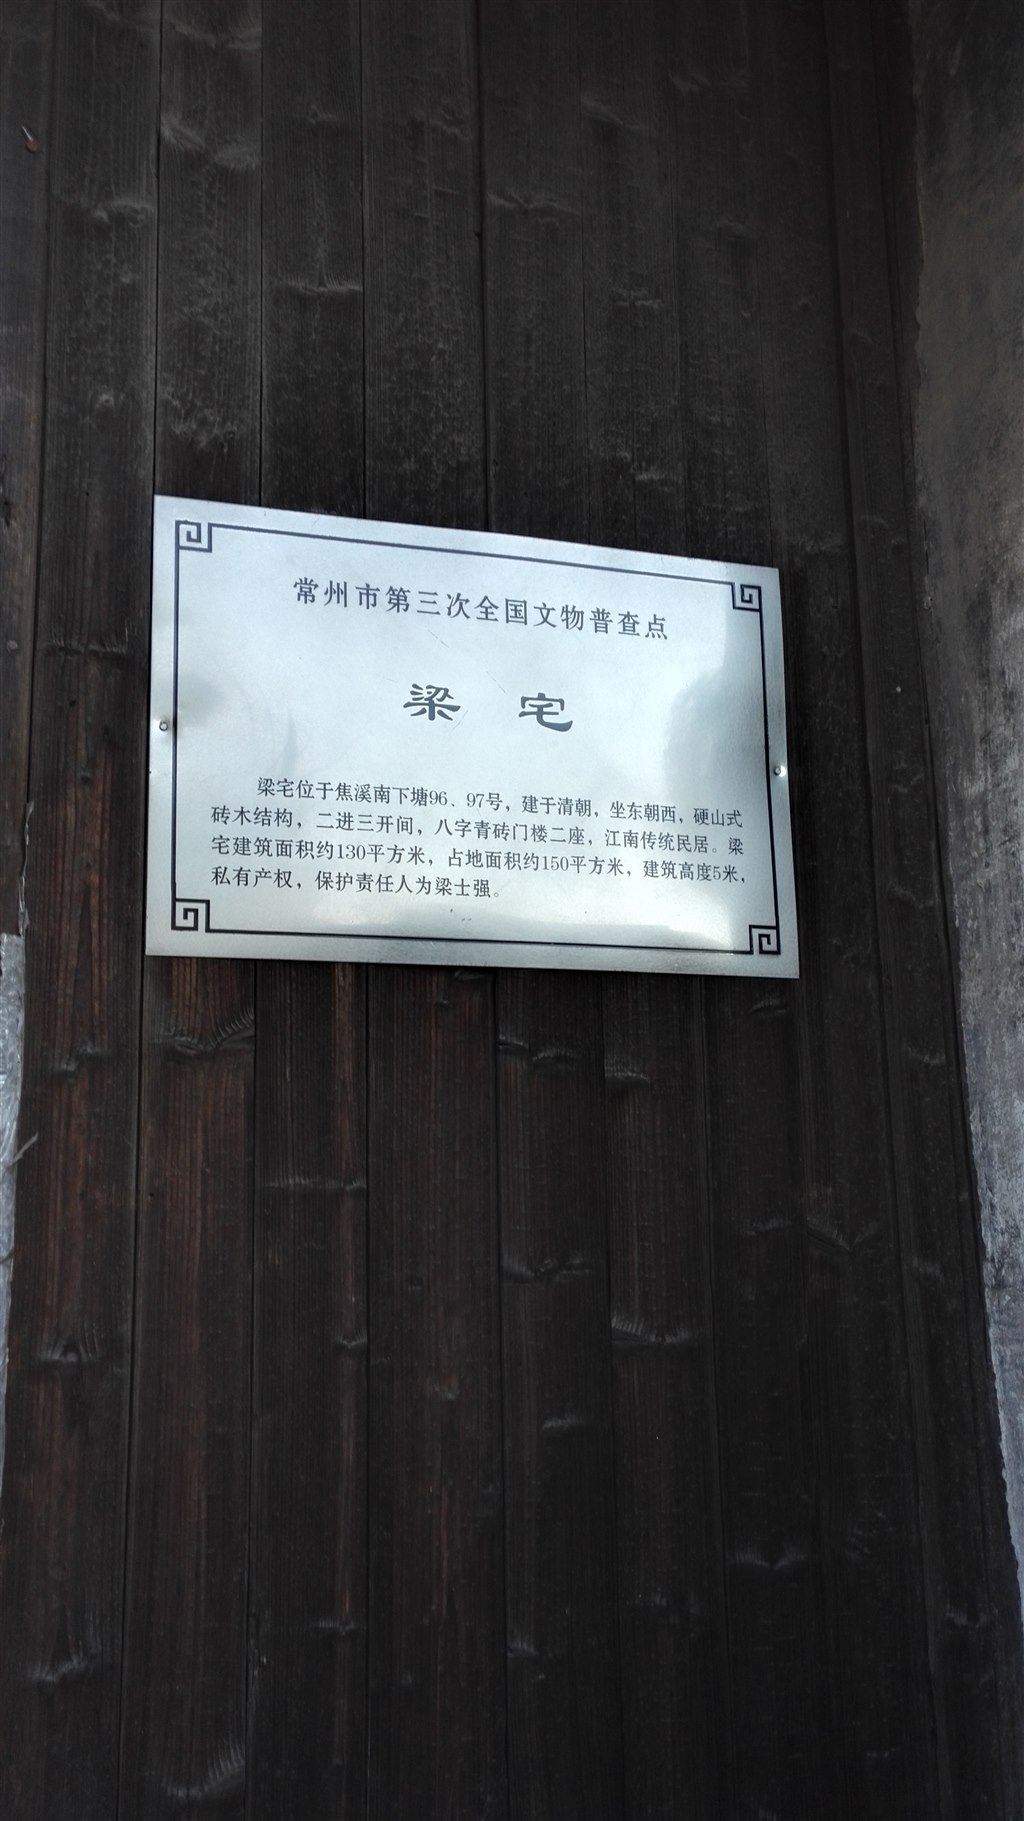 常州市第三次全国文物普查点
梁 宅
梁宅位于焦溪南下塘96、97号，建于清朝，坐东朝西，硬山式
砖木结构，二进三开间，八字青砖门楼二座，江南传统民居。梁
宅建筑面积约130平方米，占地面积约150平方米，建筑高度5米，
私有产权，保护责任人为梁士强。